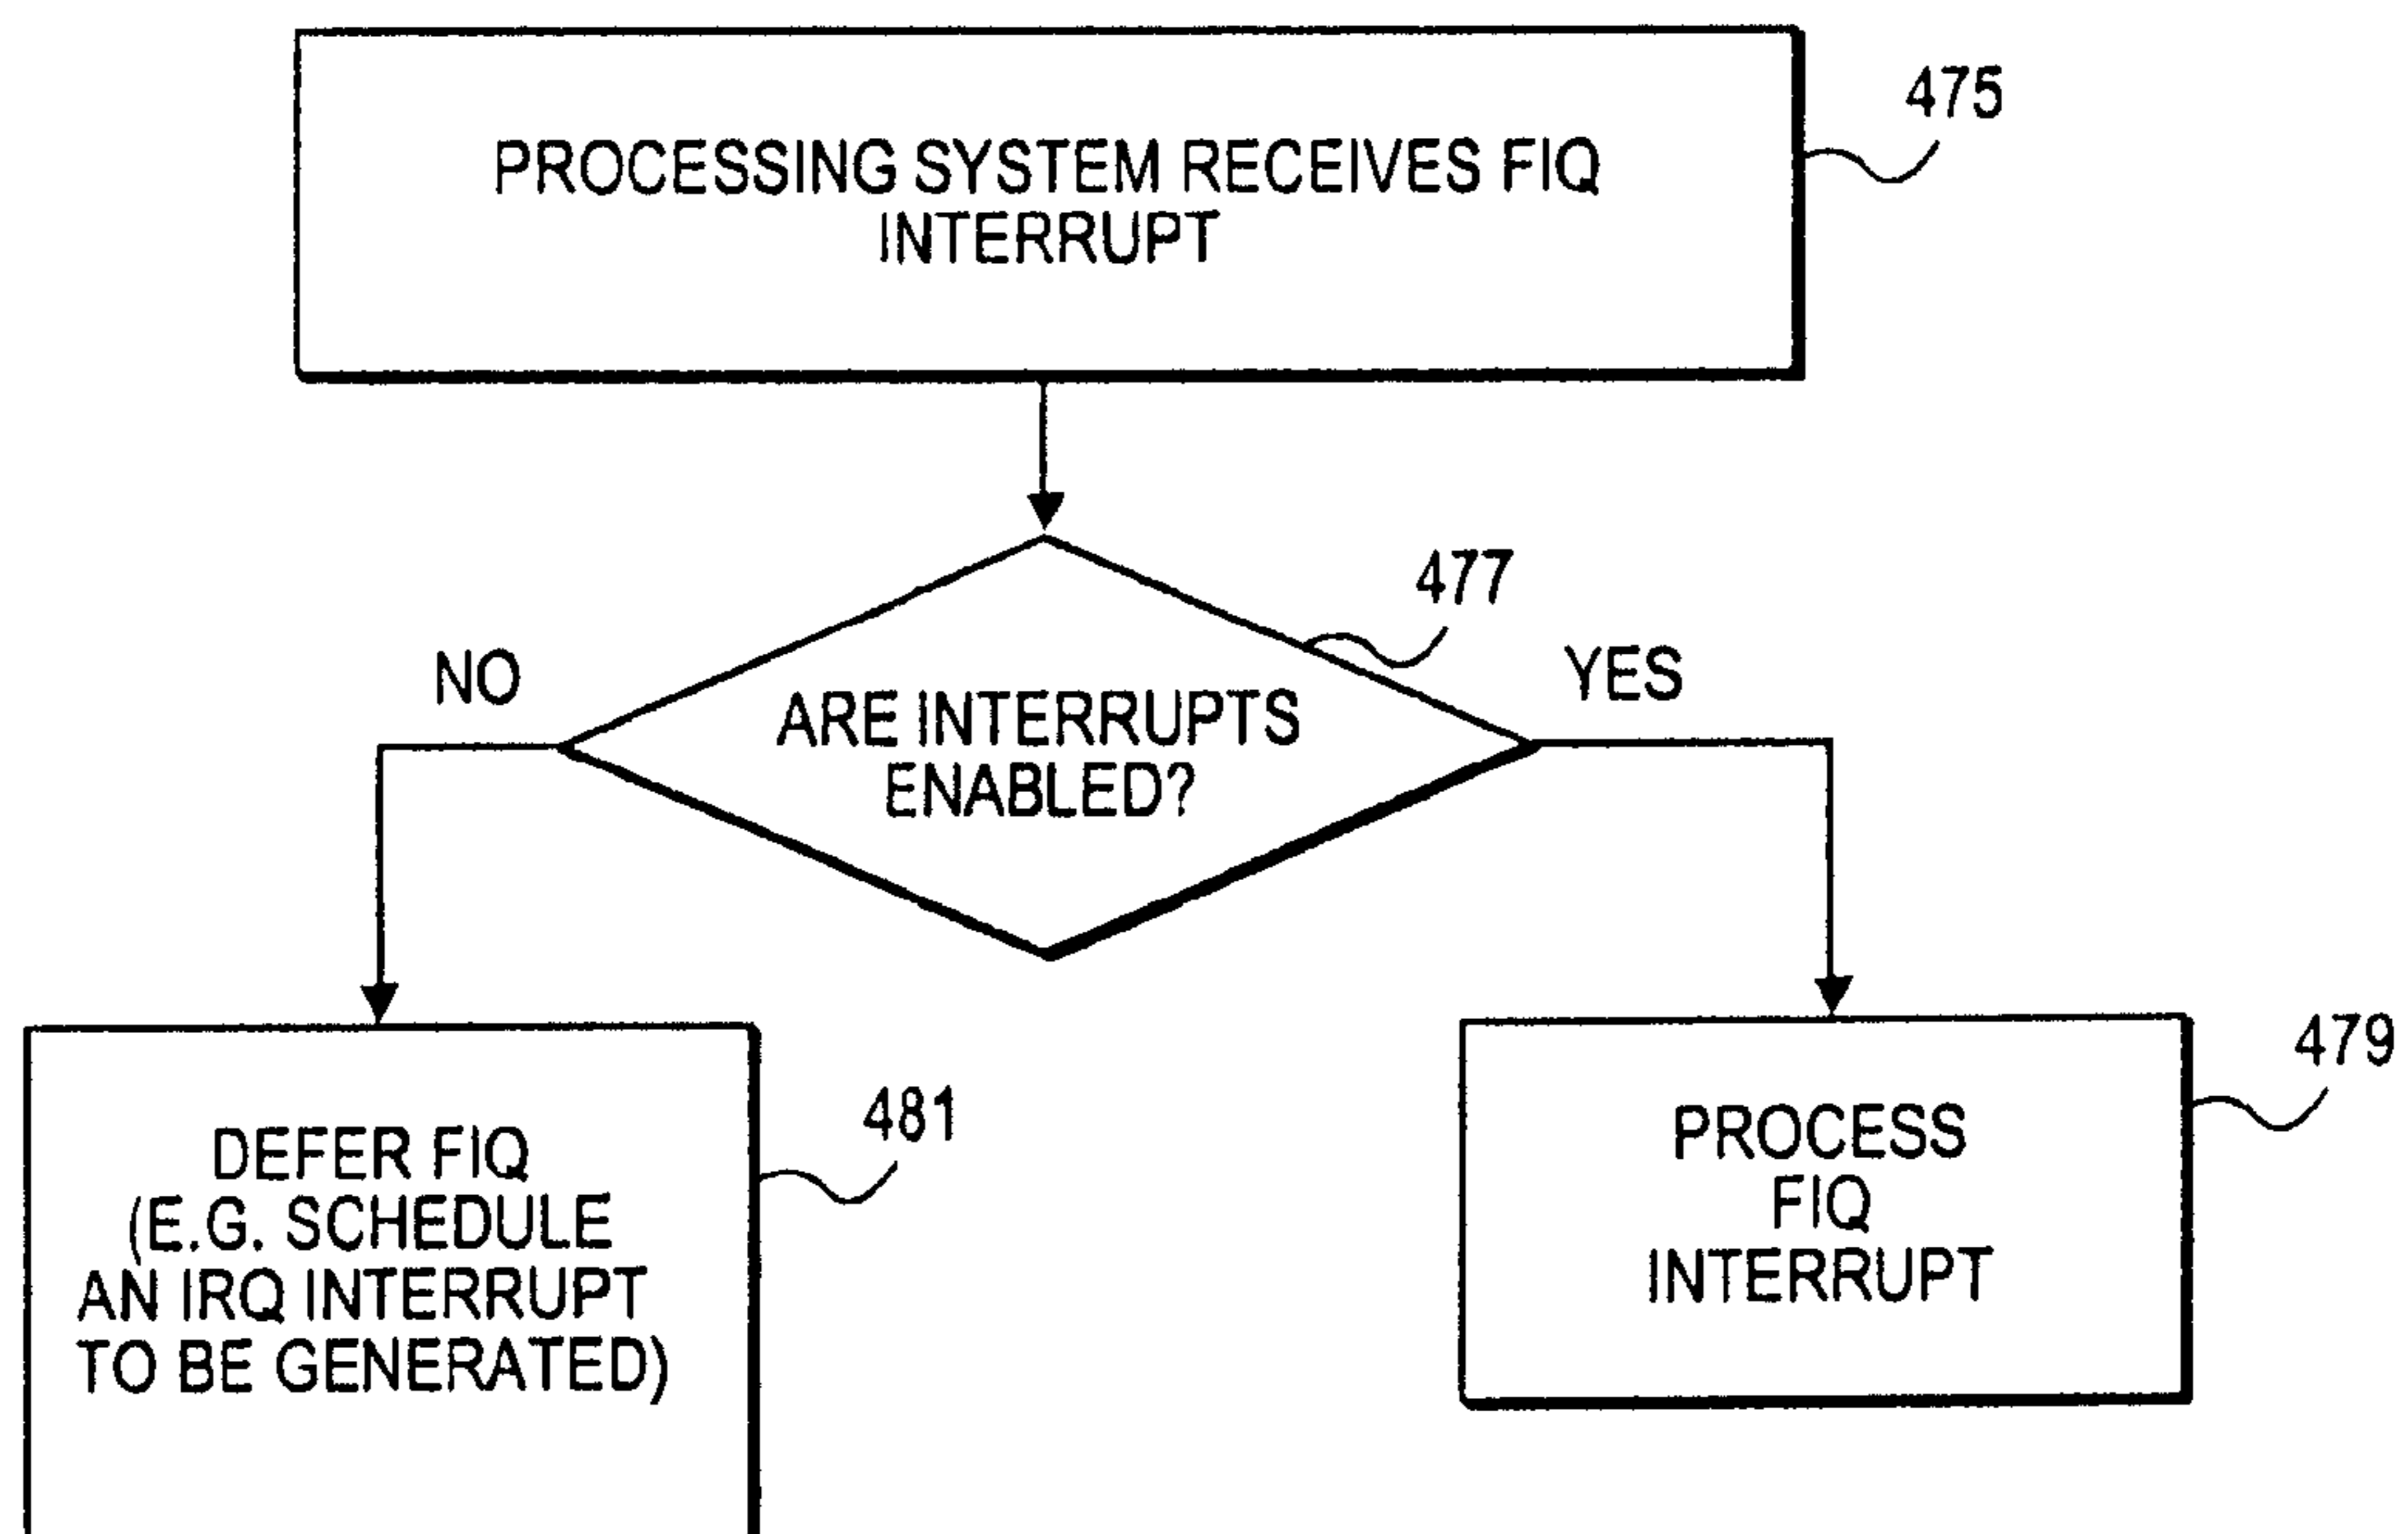 PROCESSING SYSTEM RECEIVES FIQ
INTERRUPT
475
477
NO
YES
ARE INTERRUPTS
ENABLED?
479
481
DEFER FIQ
(E.G. SCHEDULE
AN IRQ INTERRUPT
TO BE GENERATED)
PROCESS
FIQ
INTERRUPT